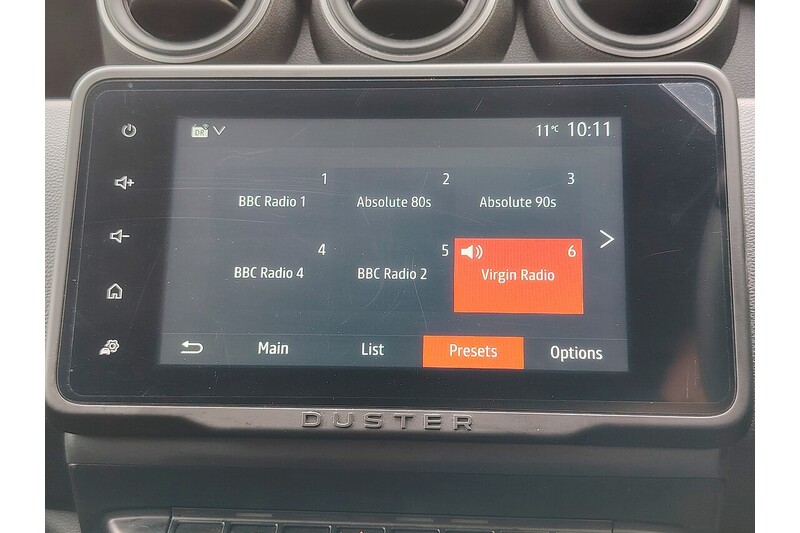 DR 11°C 10:11
1 2 3
BBC Radio 1 Absolute 80s Absolute 90s
4 5 6
BBC Radio 4 BBC Radio 2 Virgin Radio
Main List Presets Options
DUSTER